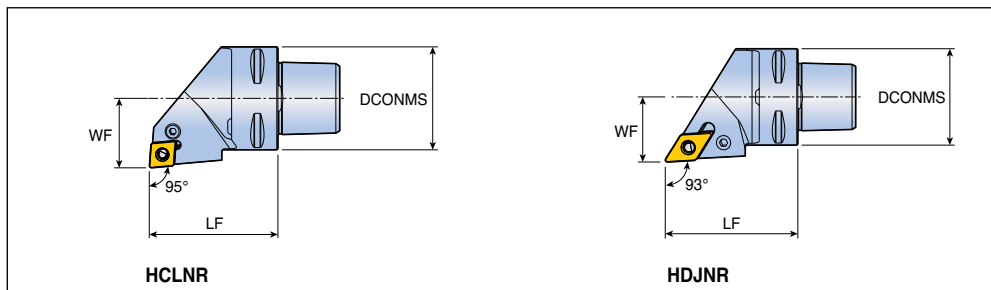 DCONMS
WF
95°
LF
HCLNR
DCONMS
WF
93°
LF
HDJNR